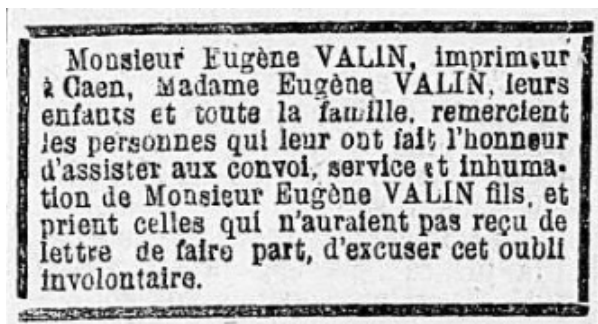 Monsieur Eugène VALIN, imprimeur
à Caen, Madame Eugène VALIN, leurs
enfants et toute la famille, remercient
les personnes qui leur ont fait l'honneur
d'assister aux convoi, service et inhuma-
tion de Monsieur Eugène VALIN fils, et
prient celles qui n'auraient pas reçu de
lettre de faire part, d'excuser cet oubli
involontaire.